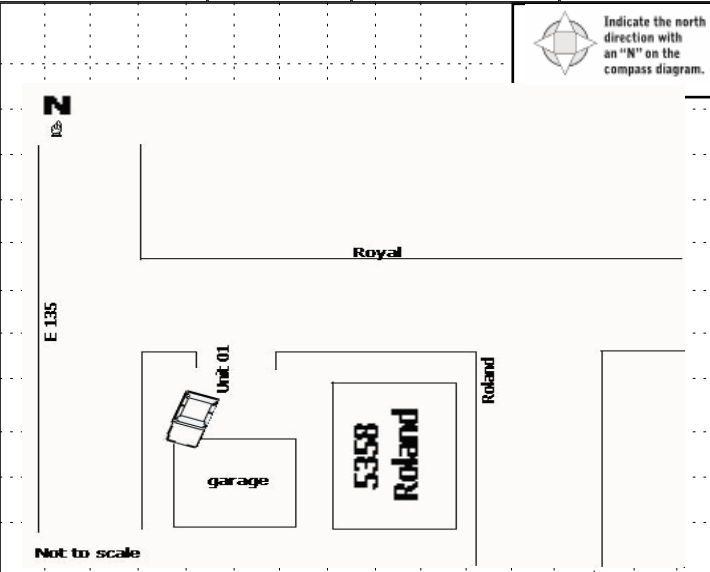 Indicate the north
direction with
an “N” on the
compass diagram.
N
Royal
E 135
Unit 01
Roland
5358
Roland
garage
Not to scale